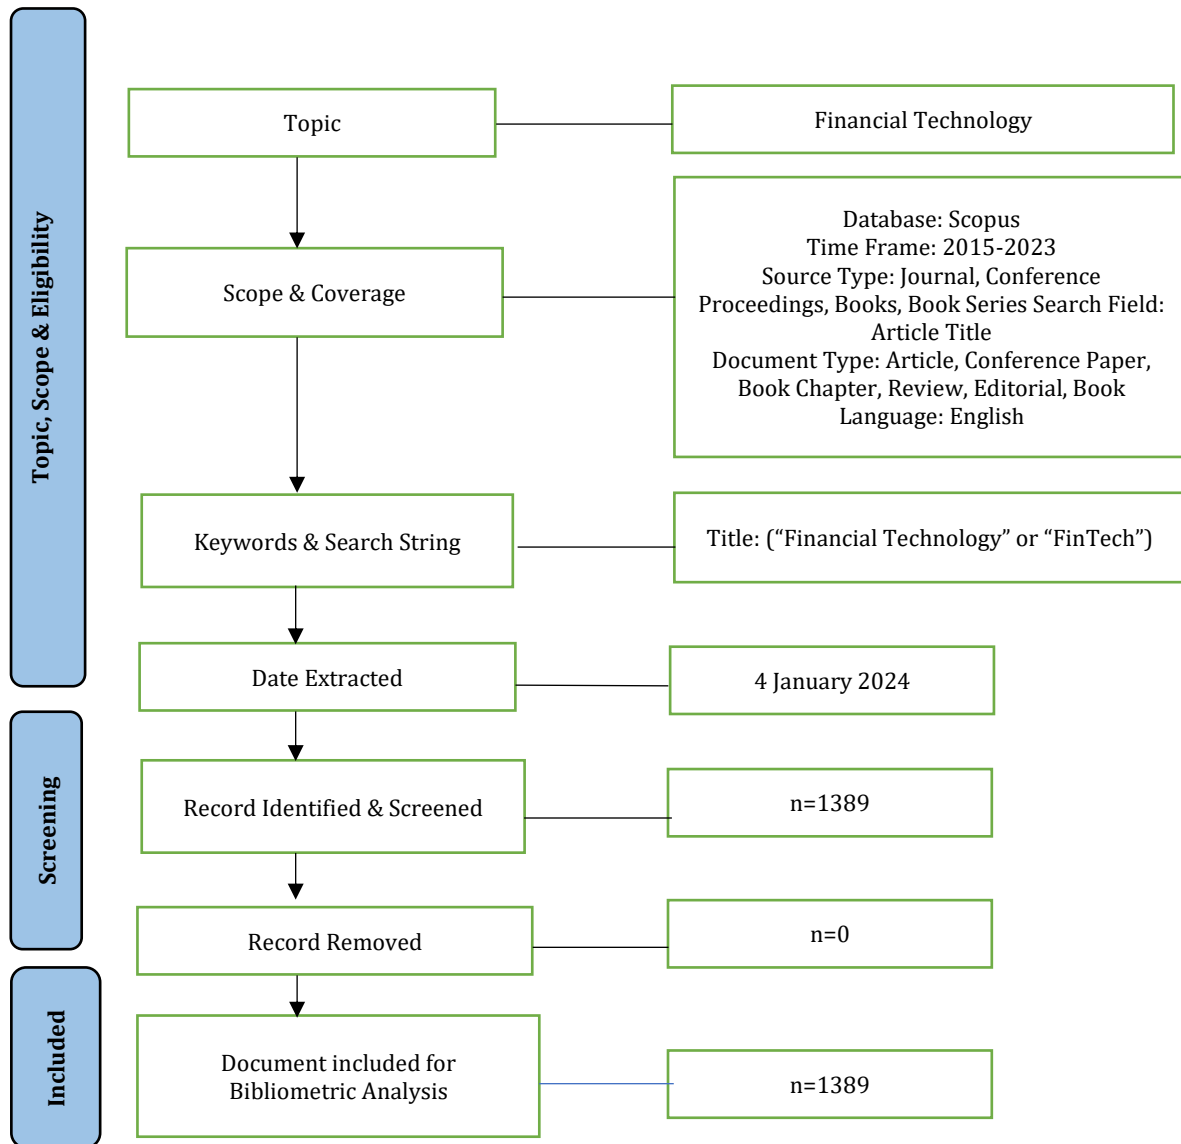 Topic, Scope & Eligibility
Topic
Financial Technology
Scope & Coverage
Database: Scopus
Time Frame: 2015-2023
Source Type: Journal, Conference
Proceedings, Books, Book Series Search Field:
Article Title
Document Type: Article, Conference Paper,
Book Chapter, Review, Editorial, Book
Language: English
Keywords & Search String
Title: (“Financial Technology” or “FinTech”)
Date Extracted
4 January 2024
Screening
Record Identified & Screened
n=1389
Record Removed
n=0
Included
Document included for
Bibliometric Analysis
n=1389